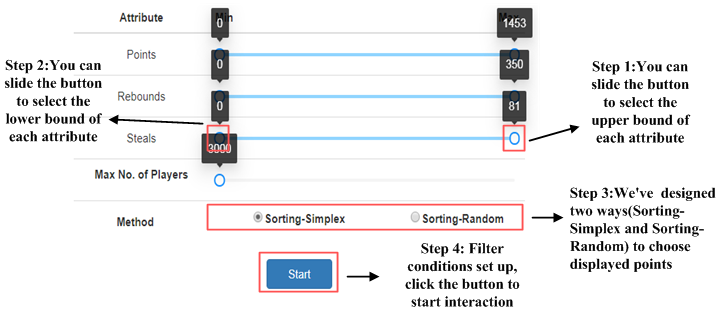 Attribute
Min
Max
0
1453
Points
0
350
Rebounds
0
81
Steals
3000
Max No. of Players
Method
Sorting-Simplex
Sorting-Random
Start
Step 2:You can
slide the button
to select the
lower bound of
each attribute
Step 1:You can
slide the button
to select the
upper bound of
each attribute
Step 3:We've designed
two ways(Sorting-
Simplex and Sorting-
Random) to choose
displayed points
Step 4: Filter
conditions set up,
click the button to
start interaction